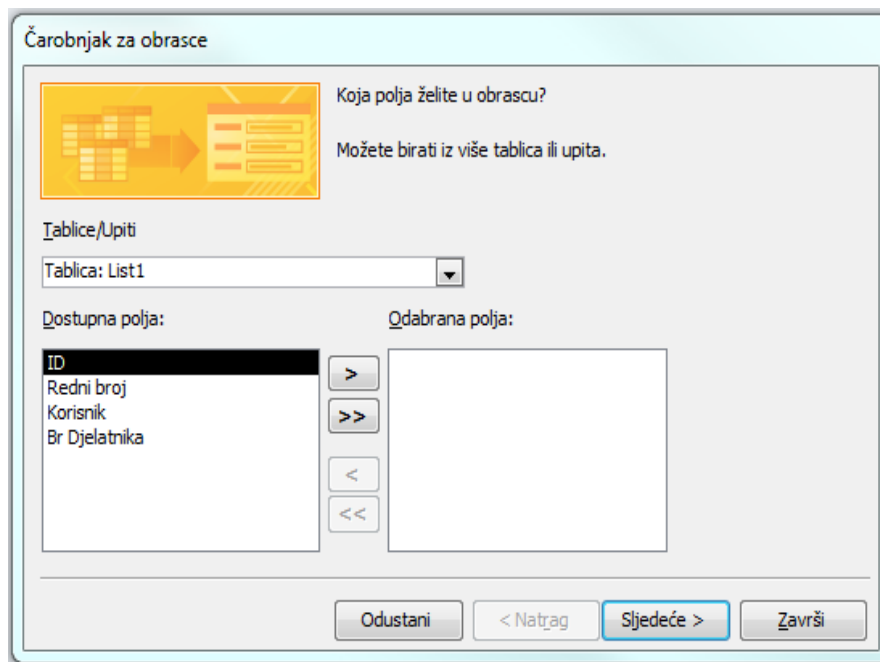 Čarobnjak za obrasce
Koja polja želite u obrascu?
Možete birati iz više tablica ili upita.
Tablice/Upiti
Tablica: List1
Dostupna polja:
Odabrana polja:
ID
Redni broj
Korisnik
Br Djelatnika
>
>>
<
<<
Odustani
< Natrag
Sljedeće >
Završi